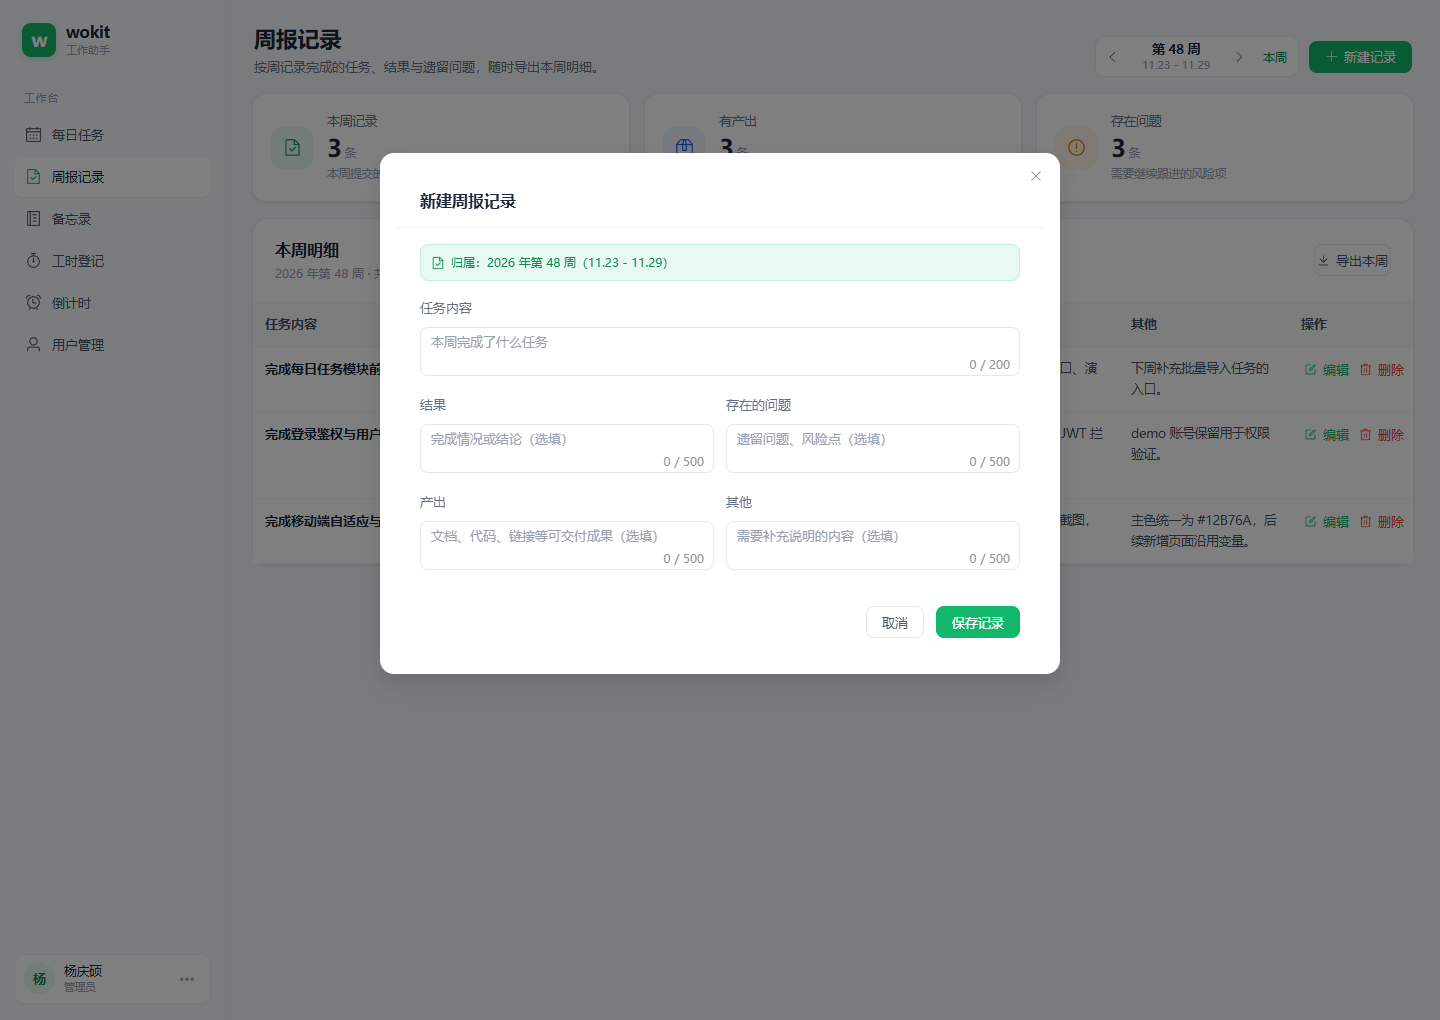 w
wokit
工作助手
工作台
每日任务
周报记录
备忘录
工时登记
倒计时
用户管理
杨
杨庆硕
管理员
周报记录
按周记录完成的任务、结果与遗留问题，随时导出本周明细。
第 48 周
11.23 - 11.29
本周
新建记录
本周记录
3 条
本周提交的
有产出
3 条
存在问题
3 条
需要继续跟进的风险项
本周明细
2026 年第 48 周 · 共
导出本周
任务内容
其他
操作
完成每日任务模块前
口、演
下周补充批量导入任务的
入口。
编辑
删除
完成登录鉴权与用户
JWT 拦
demo 账号保留用于权限
验证。
编辑
删除
完成移动端自适应与
截图，
主色统一为 #12B76A，后
续新增页面沿用变量。
编辑
删除
新建周报记录
归属：2026 年第 48 周（11.23 - 11.29）
任务内容
本周完成了什么任务
0 / 200
结果
完成情况或结论（选填）
0 / 500
存在的问题
遗留问题、风险点（选填）
0 / 500
产出
文档、代码、链接等可交付成果（选填）
0 / 500
其他
需要补充说明的内容（选填）
0 / 500
取消
保存记录